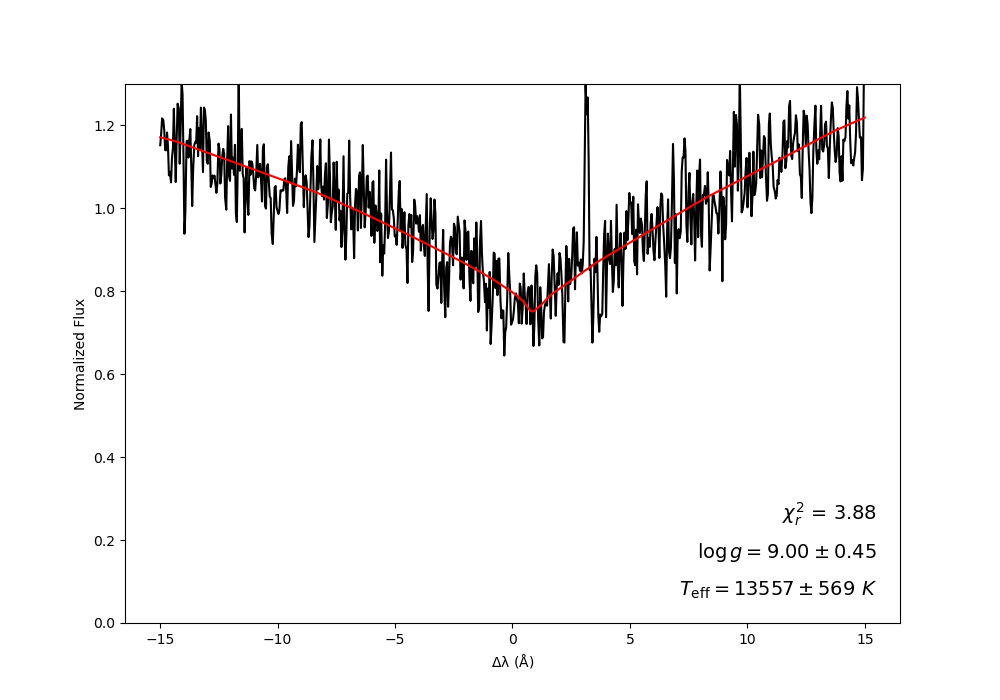 1.2
1.0
0.8
0.6
0.4
0.2
0.0
Normalized Flux
χ²ᵣ = 3.88
log g = 9.00 ± 0.45
T_eff = 13557 ± 569 K
−15 −10 −5 0 5 10 15
Δλ (Å)